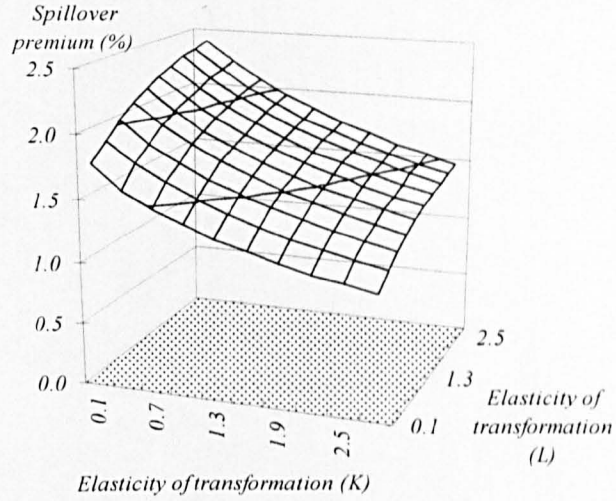 Spillover
premium (%)
2.5
2.0
1.5
1.0
0.5
0.0
0.1
0.7
1.3
1.9
2.5
0.1
1.3
2.5
Elasticity of
transformation
(L)
Elasticity of transformation (K)